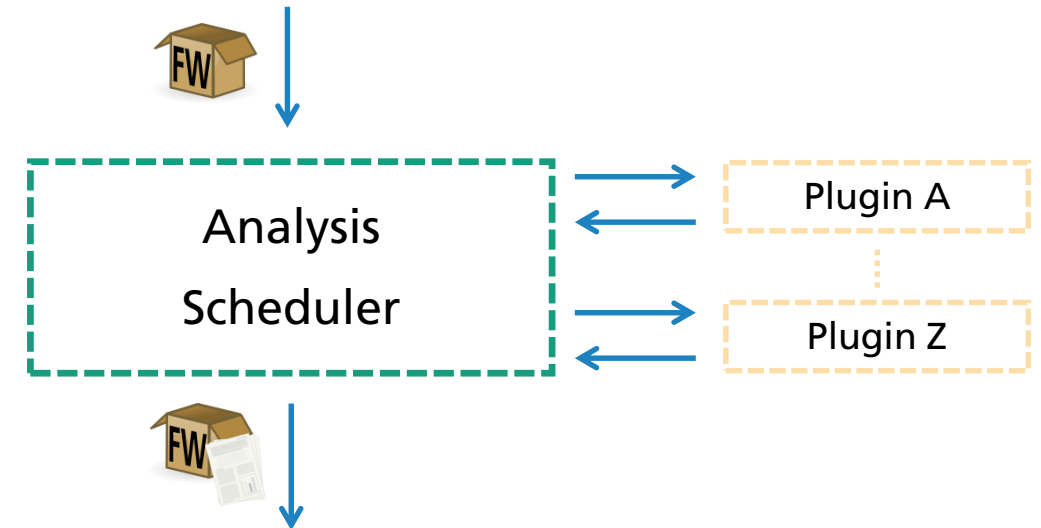 FW
Analysis
Scheduler
Plugin A
Plugin Z
FW